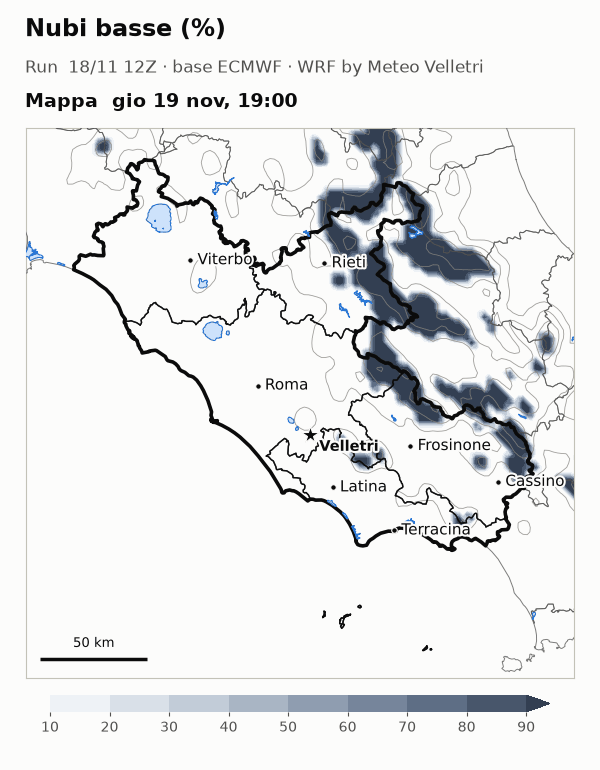 Nubi basse (%)
Run 18/11 12Z · base ECMWF · WRF by Meteo Velletri
Mappa gio 19 nov, 19:00
Viterbo
Rieti
Roma
Velletri
Frosinone
Cassino
Latina
Terracina
50 km
10 20 30 40 50 60 70 80 90